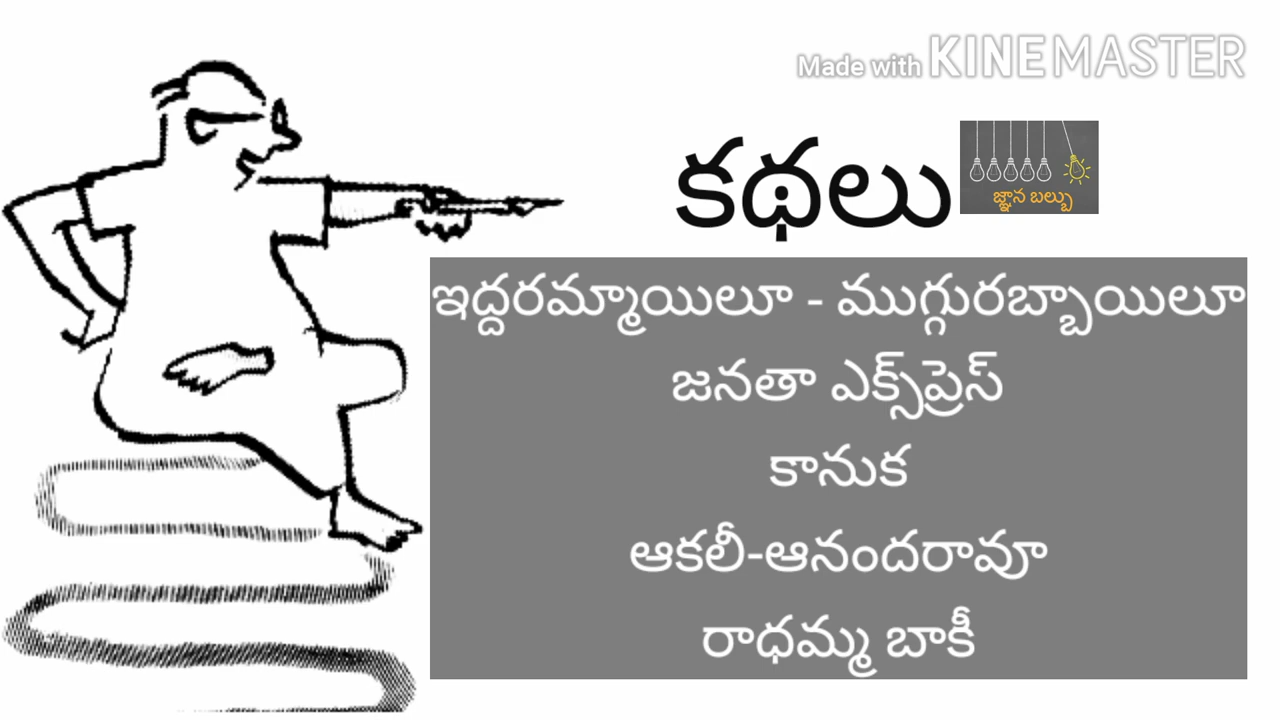 Made with KINEMASTER
కథలు
జ్ఞాన బల్బు
ఇద్దరమ్మాయిలూ - ముగ్గురబ్బాయిలూ
జనతా ఎక్స్‌ప్రెస్
కానుక
ఆకలీ-ఆనందరావూ
రాధమ్మ బాకీ